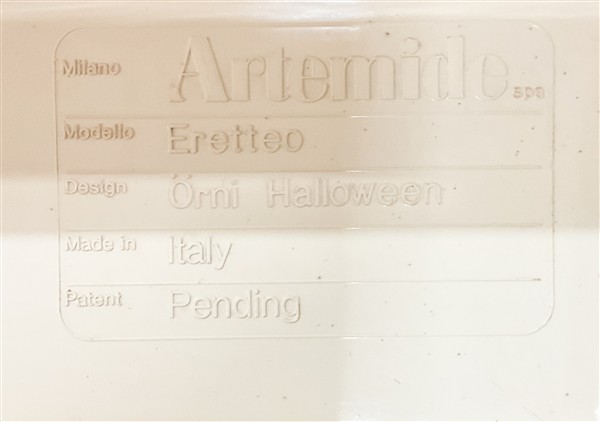 Milano Artemide spa
Modello Eretteo
Design Örni Halloween
Made in Italy
Patent Pending